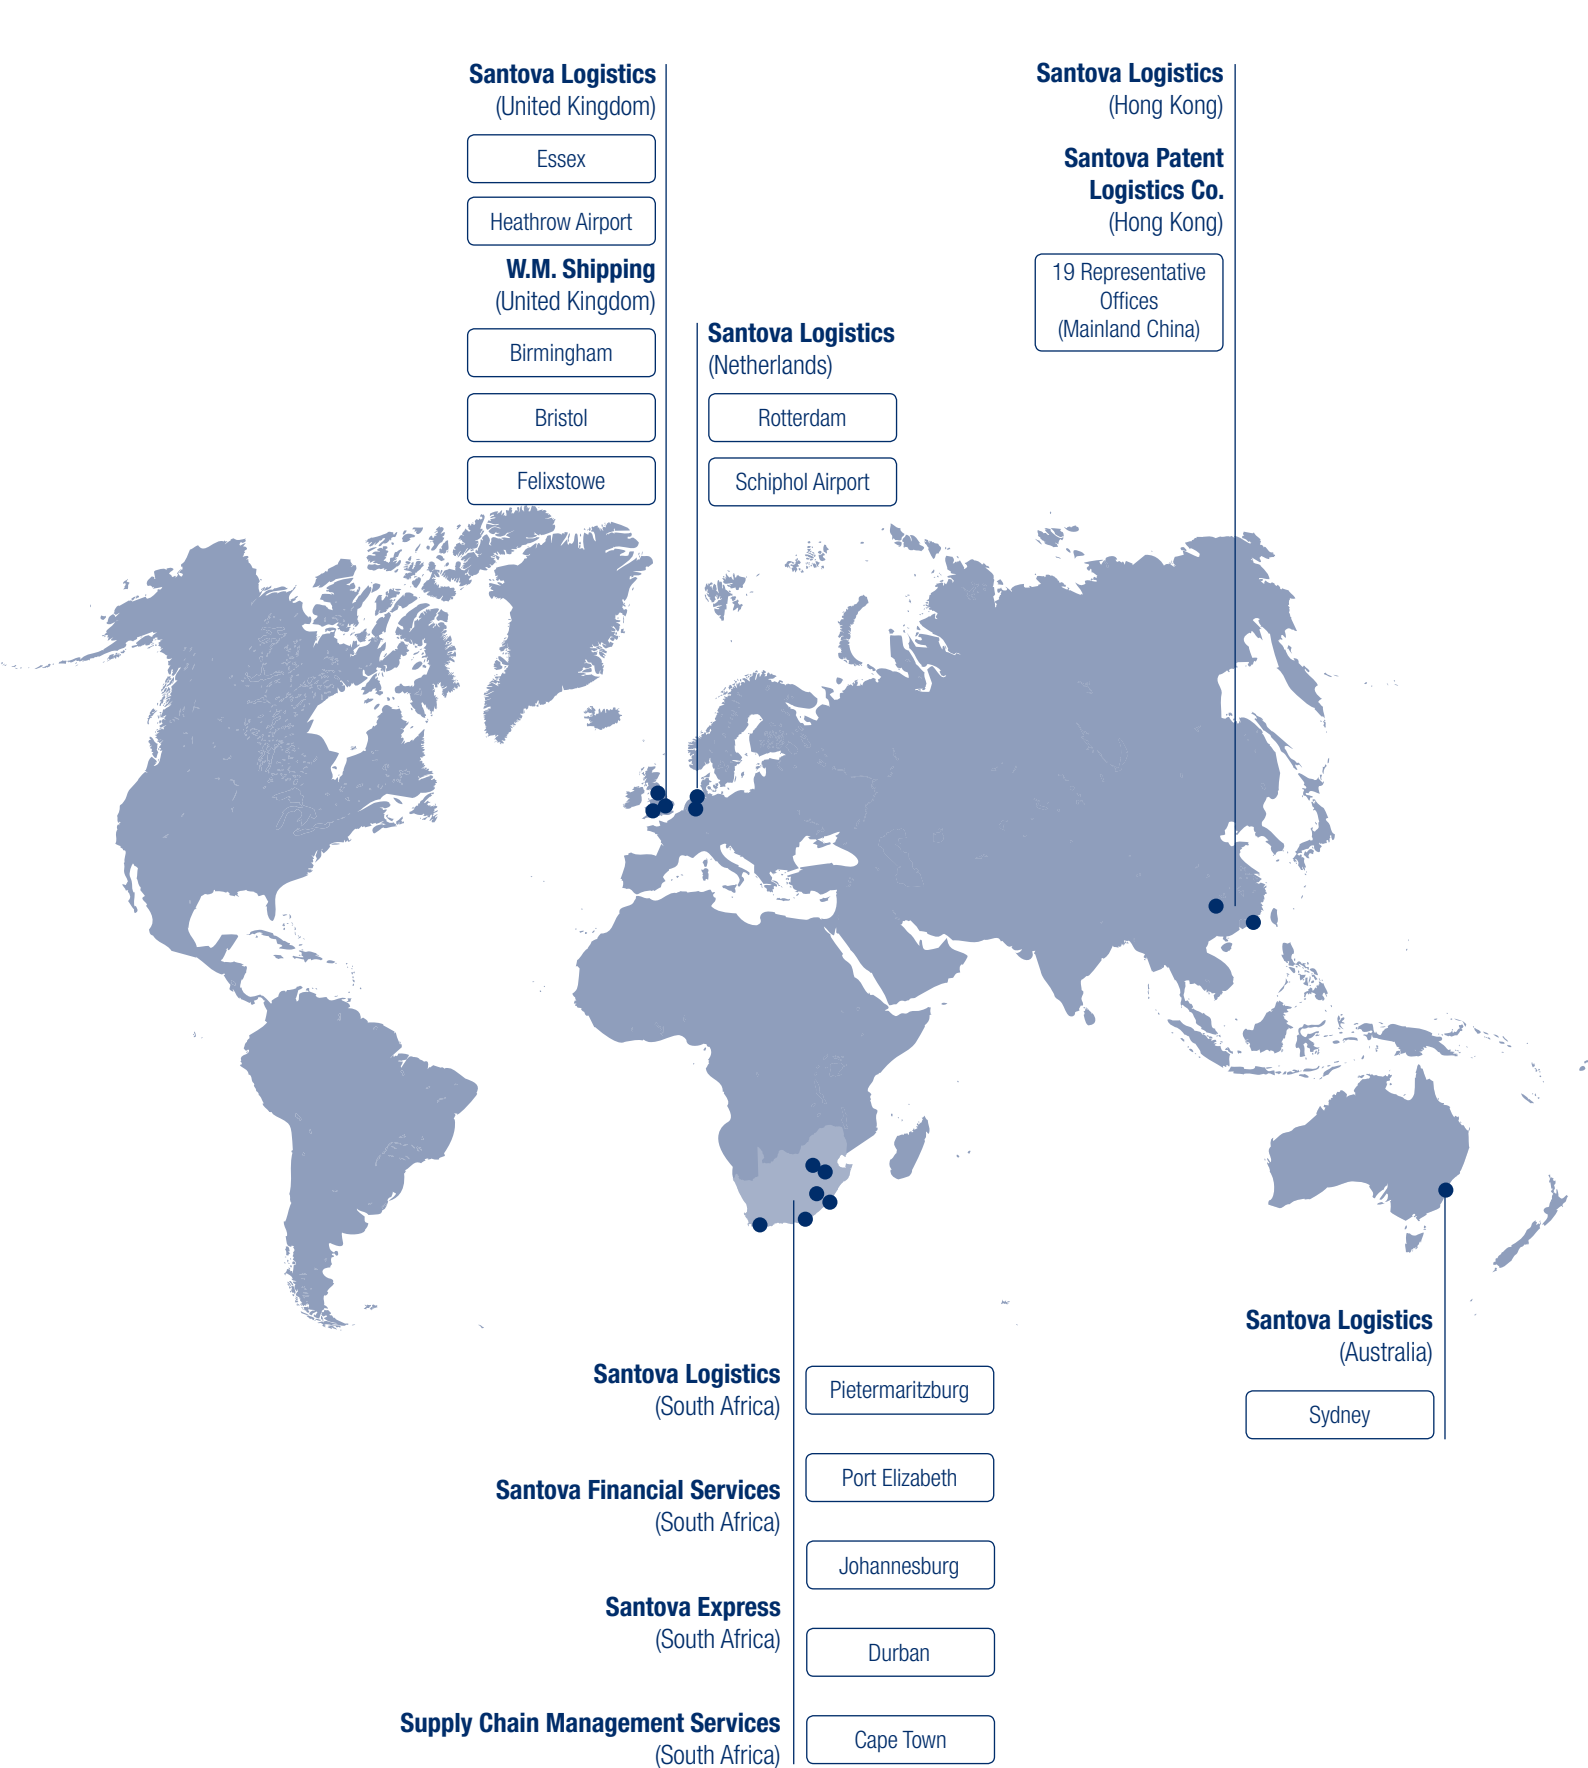 Santova Logistics
(United Kingdom)
Essex
Heathrow Airport
W.M. Shipping
(United Kingdom)
Birmingham
Bristol
Felixstowe
Santova Logistics
(Netherlands)
Rotterdam
Schiphol Airport
Santova Logistics
(Hong Kong)
Santova Patent
Logistics Co.
(Hong Kong)
19 Representative
Offices
(Mainland China)
Santova Logistics
(South Africa)
Santova Financial Services
(South Africa)
Santova Express
(South Africa)
Supply Chain Management Services
(South Africa)
Pietermaritzburg
Port Elizabeth
Johannesburg
Durban
Cape Town
Santova Logistics
(Australia)
Sydney